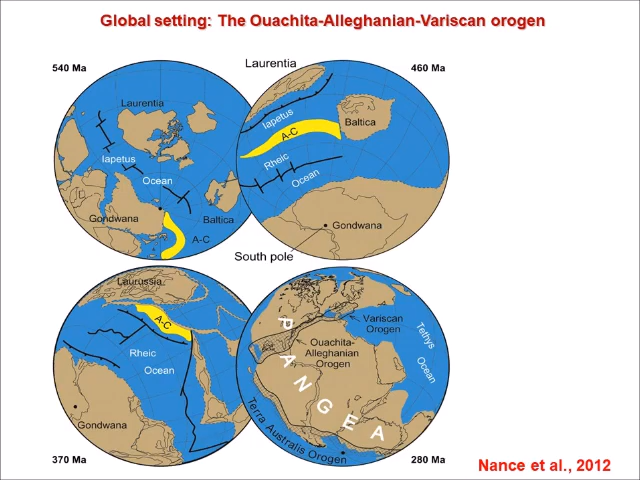 Global setting: The Ouachita-Alleghanian-Variscan orogen
540 Ma
Laurentia
460 Ma
Laurentia
Iapetus
Ocean
Gondwana
Baltica
A-C
Iapetus
A-C
Baltica
Rheic
Ocean
Gondwana
South pole
Laurussia
A-C
Rheic
Ocean
Gondwana
370 Ma
Variscan
Orogen
Ouachita-
Alleghanian
Orogen
Tethys
Ocean
PANGEA
Terra Australis Orogen
280 Ma
Nance et al., 2012